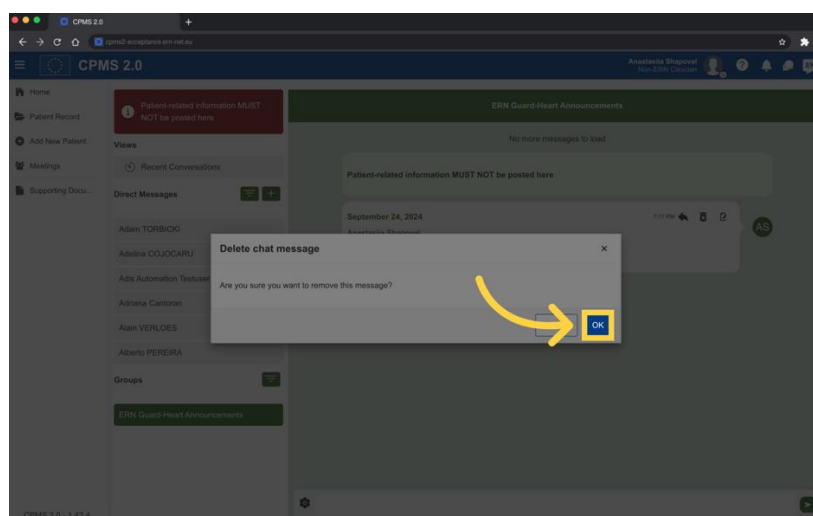 CPMS 2.0
cpms2-acceptance.ern-net.eu
CPMS 2.0
Anastasiia Shapoval
Non-ERN Clinician
Home
Patient Record
Add New Patient
Meetings
Supporting Docu...
Patient-related information MUST
NOT be posted here
Views
Recent Conversations
Direct Messages
Adam TORBICKI
Adelina COJOCARU
Adis Automation Testuser
Adriana Cantoran
Alain VERLOES
Alberto PEREIRA
Groups
ERN Guard-Heart Announcements
ERN Guard-Heart Announcements
No more messages to load
Patient-related information MUST NOT be posted here
September 24, 2024
Anastasiia Shapoval
AS
Delete chat message
×
Are you sure you want to remove this message?
OK